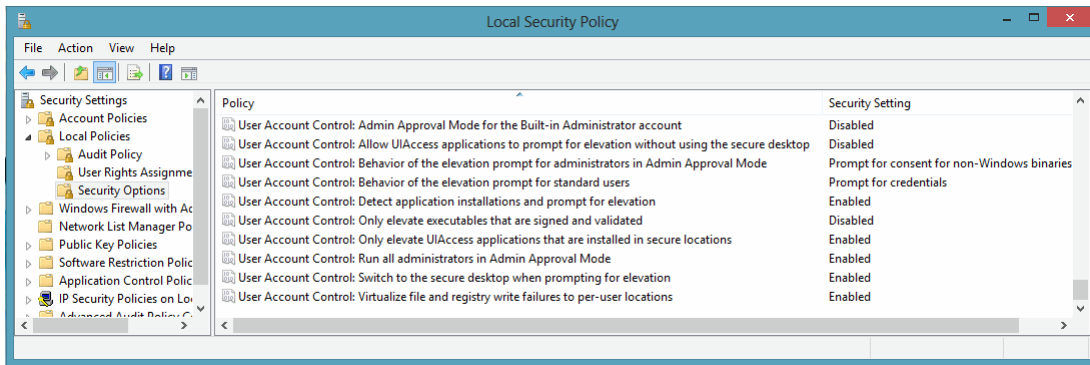 Local Security Policy
File Action View Help
Security Settings
Account Policies
Local Policies
Audit Policy
User Rights Assignme
Security Options
Windows Firewall with Ac
Network List Manager Po
Public Key Policies
Software Restriction Polic
Application Control Polic
IP Security Policies on Lo
Advanced Audit Policy C
Policy Security Setting
User Account Control: Admin Approval Mode for the Built-in Administrator account Disabled
User Account Control: Allow UIAccess applications to prompt for elevation without using the secure desktop Disabled
User Account Control: Behavior of the elevation prompt for administrators in Admin Approval Mode Prompt for consent for non-Windows binaries
User Account Control: Behavior of the elevation prompt for standard users Prompt for credentials
User Account Control: Detect application installations and prompt for elevation Enabled
User Account Control: Only elevate executables that are signed and validated Disabled
User Account Control: Only elevate UIAccess applications that are installed in secure locations Enabled
User Account Control: Run all administrators in Admin Approval Mode Enabled
User Account Control: Switch to the secure desktop when prompting for elevation Enabled
User Account Control: Virtualize file and registry write failures to per-user locations Enabled